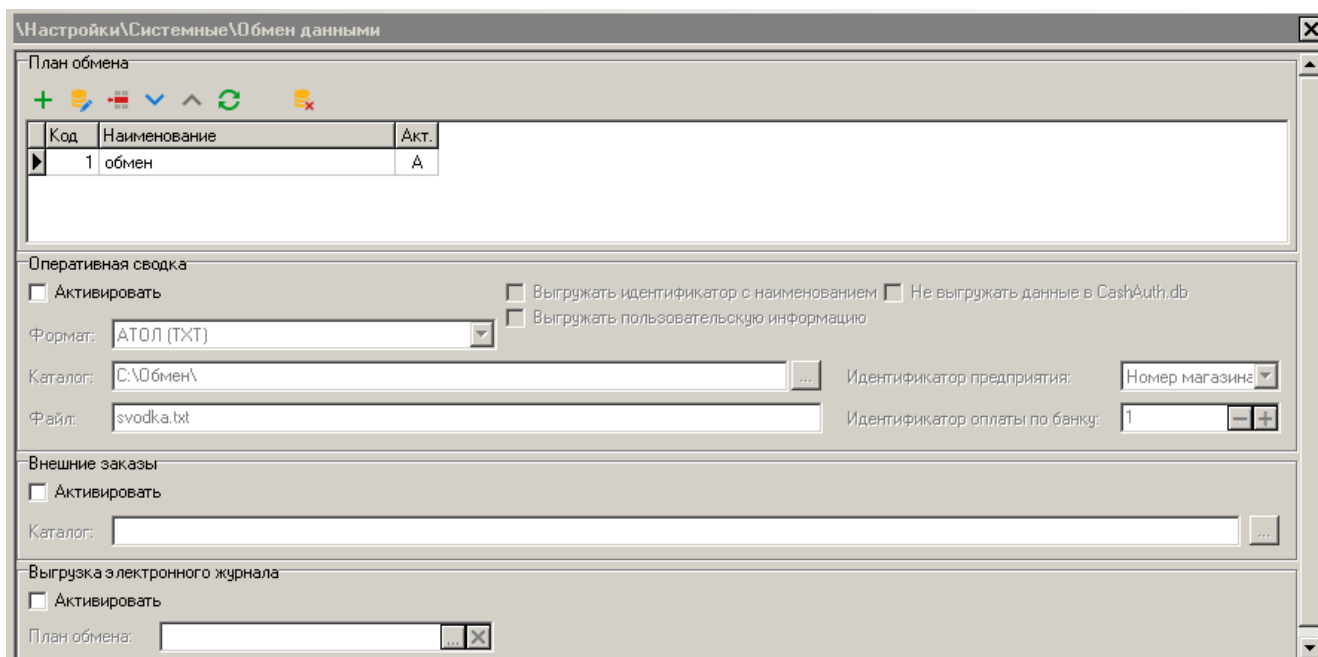 \Настройки\Системные\Обмен данными
План обмена
Код Наименование Акт.
1 обмен А
Оперативная сводка
Активировать Выгружать идентификатор с наименованием Не выгружать данные в CashAuth.db
Выгружать пользовательскую информацию
Формат: АТОЛ (TXT)
Каталог: C:\Обмен\ ... Идентификатор предприятия: Номер магазина
Файл: svodka.txt Идентификатор оплаты по банку: 1
Внешние заказы
Активировать
Каталог: ...
Выгрузка электронного журнала
Активировать
План обмена: ...